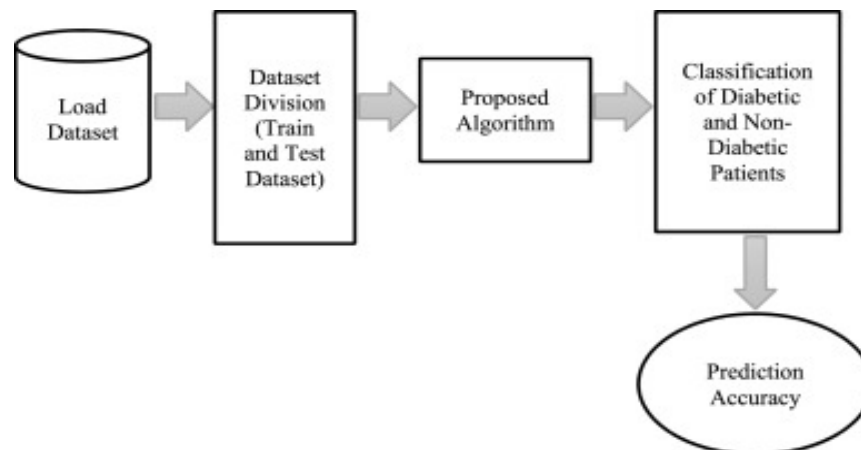 Load
Dataset
Dataset
Division
(Train
and Test
Dataset)
Proposed
Algorithm
Classification
of Diabetic
and Non-
Diabetic
Patients
Prediction
Accuracy